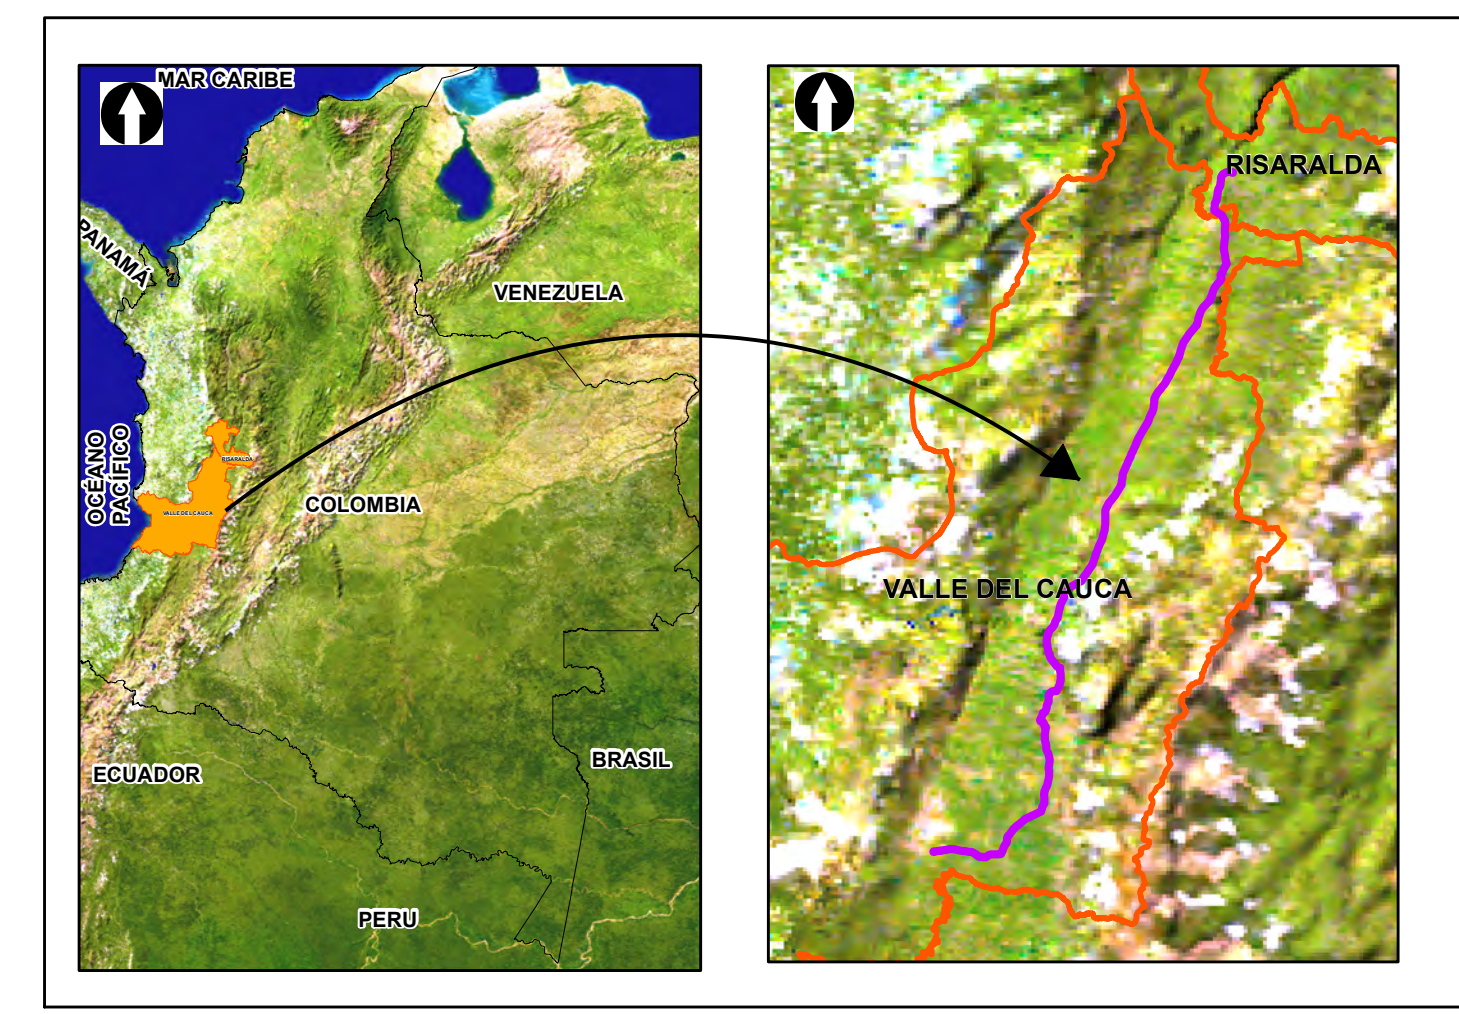 MAR CARIBE
PANAMÁ
VENEZUELA
OCÉANO
PACÍFICO
RISARALDA
VALLE DEL CAUCA
COLOMBIA
BRASIL
ECUADOR
PERU
RISARALDA
VALLE DEL CAUCA